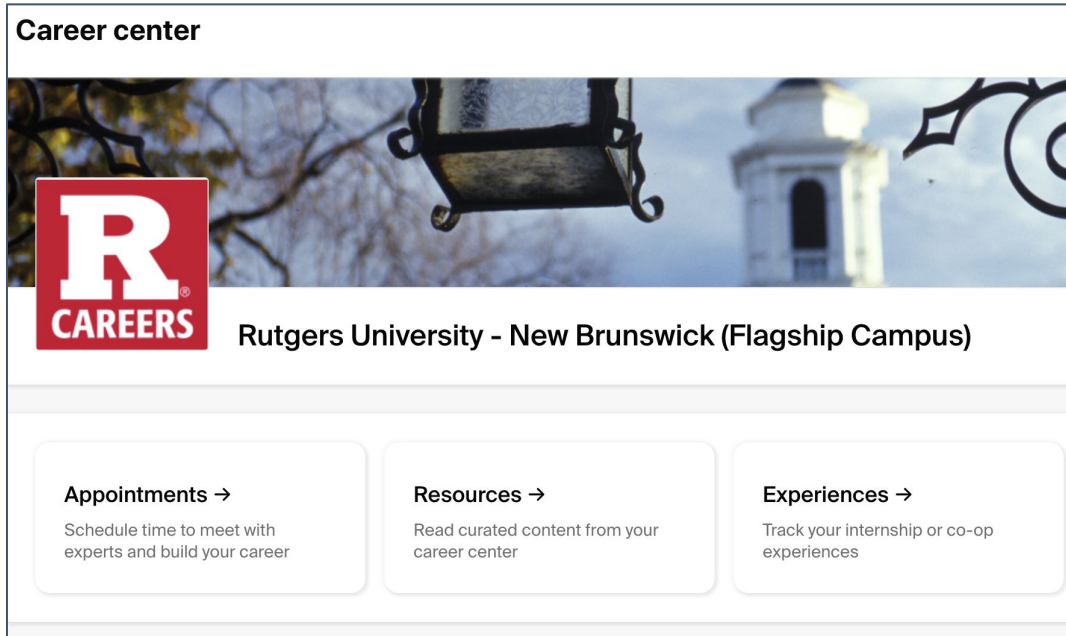 Career center
R®
CAREERS
Rutgers University - New Brunswick (Flagship Campus)
Appointments →
Schedule time to meet with
experts and build your career
Resources →
Read curated content from your
career center
Experiences →
Track your internship or co-op
experiences